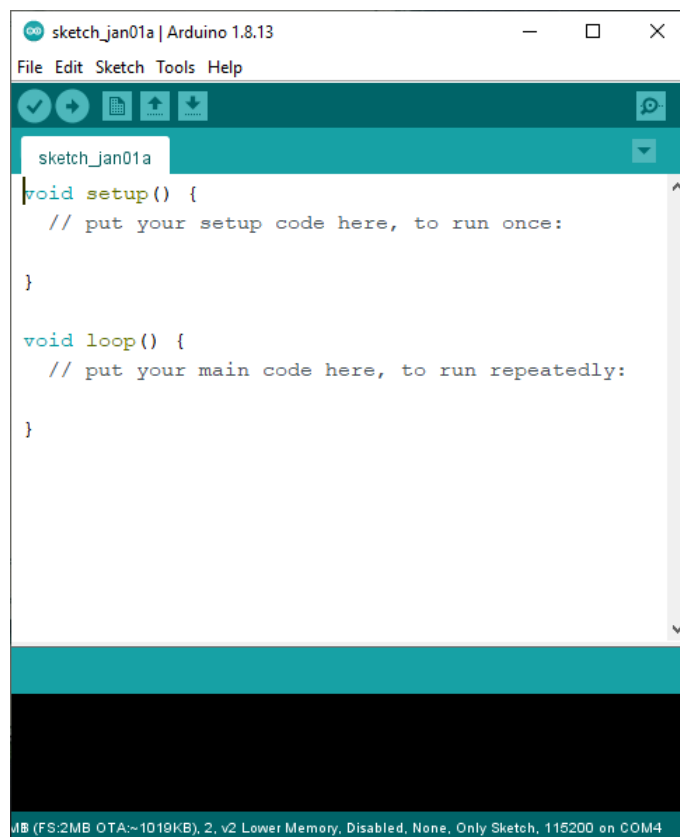 sketch_jan01a | Arduino 1.8.13
File Edit Sketch Tools Help
sketch_jan01a
void setup() {
  // put your setup code here, to run once:
}
void loop() {
  // put your main code here, to run repeatedly:
}
(FS:2MB OTA:~1019KB), 2, v2 Lower Memory, Disabled, None, Only Sketch, 115200 on COM4